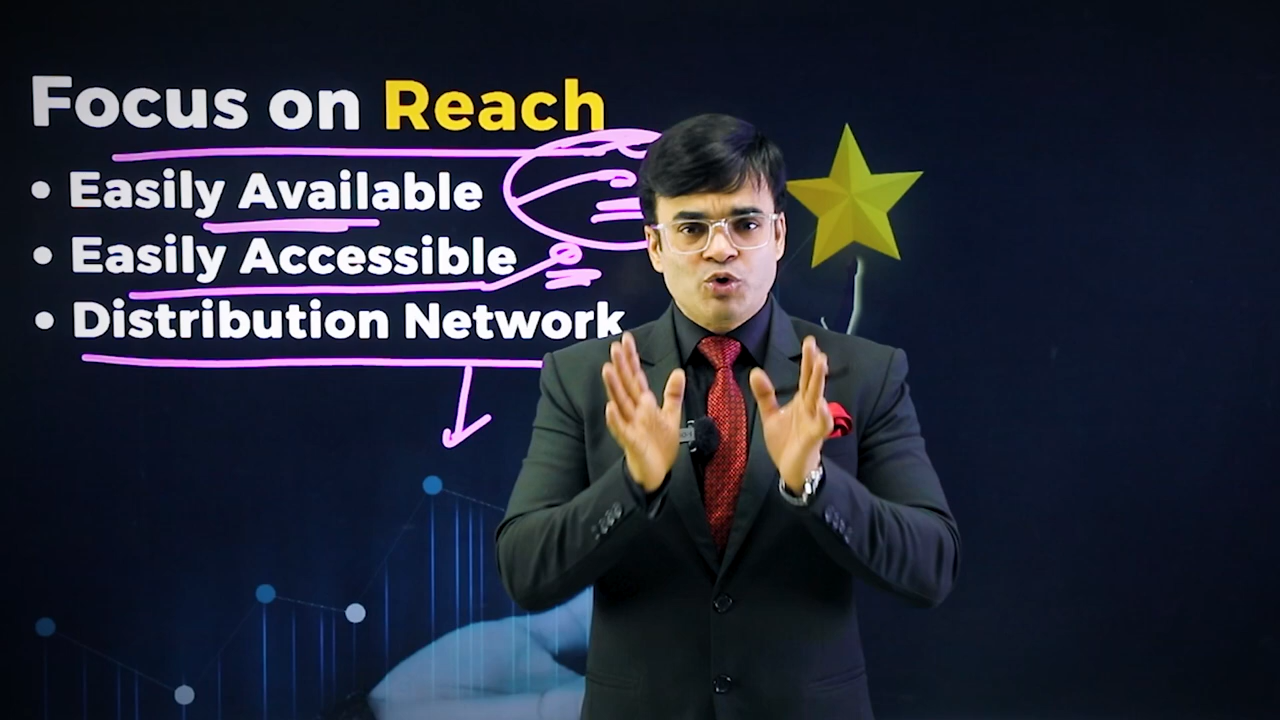 Focus on Reach
• Easily Available
• Easily Accessible
• Distribution Network